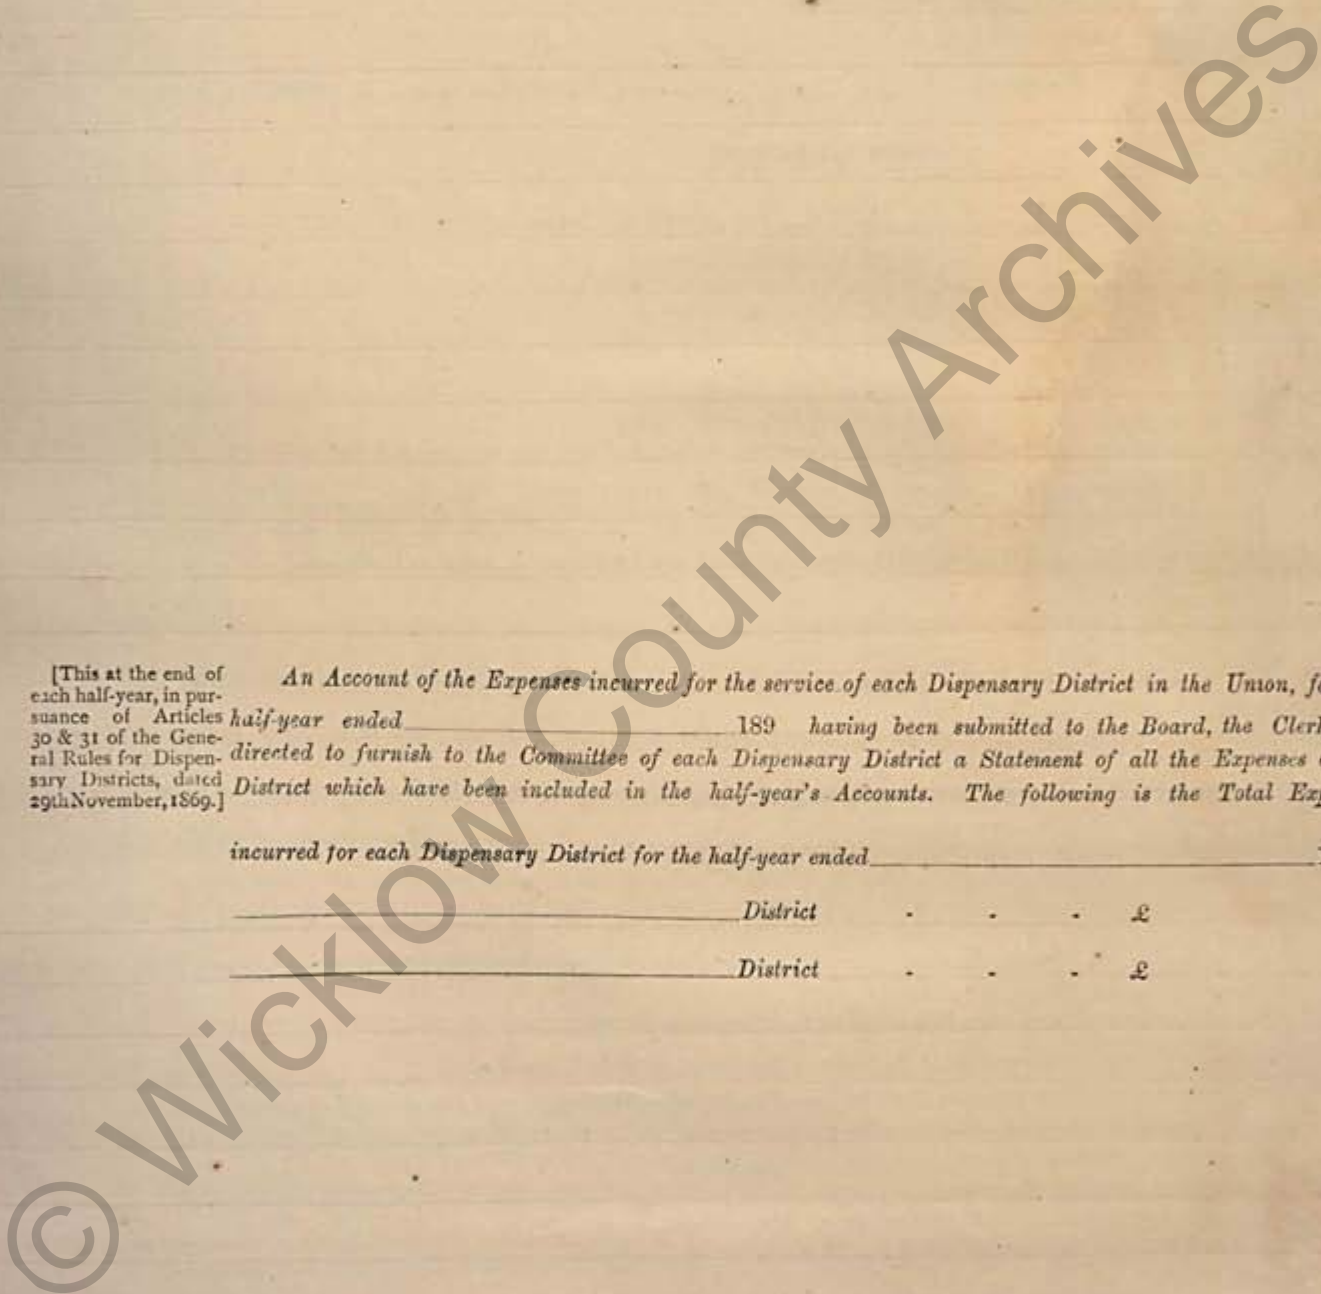 [This at the end of
each half-year, in pur-
suance of Articles
30 & 31 of the Gene-
ral Rules for Dispen-
sary Districts, dated
29th November, 1869.]
An Account of the Expenses incurred for the service of each Dispensary District in the Union,
half-year ended 189 having been submitted to the Board, the
directed to furnish to the Committee of each Dispensary District a Statement of all the Expenses
District which have been included in the half-year's Accounts. The following is the Total
incurred for each Dispensary District for the half-year ended
District - - - £
District - - - £
© Wicklow County Archives